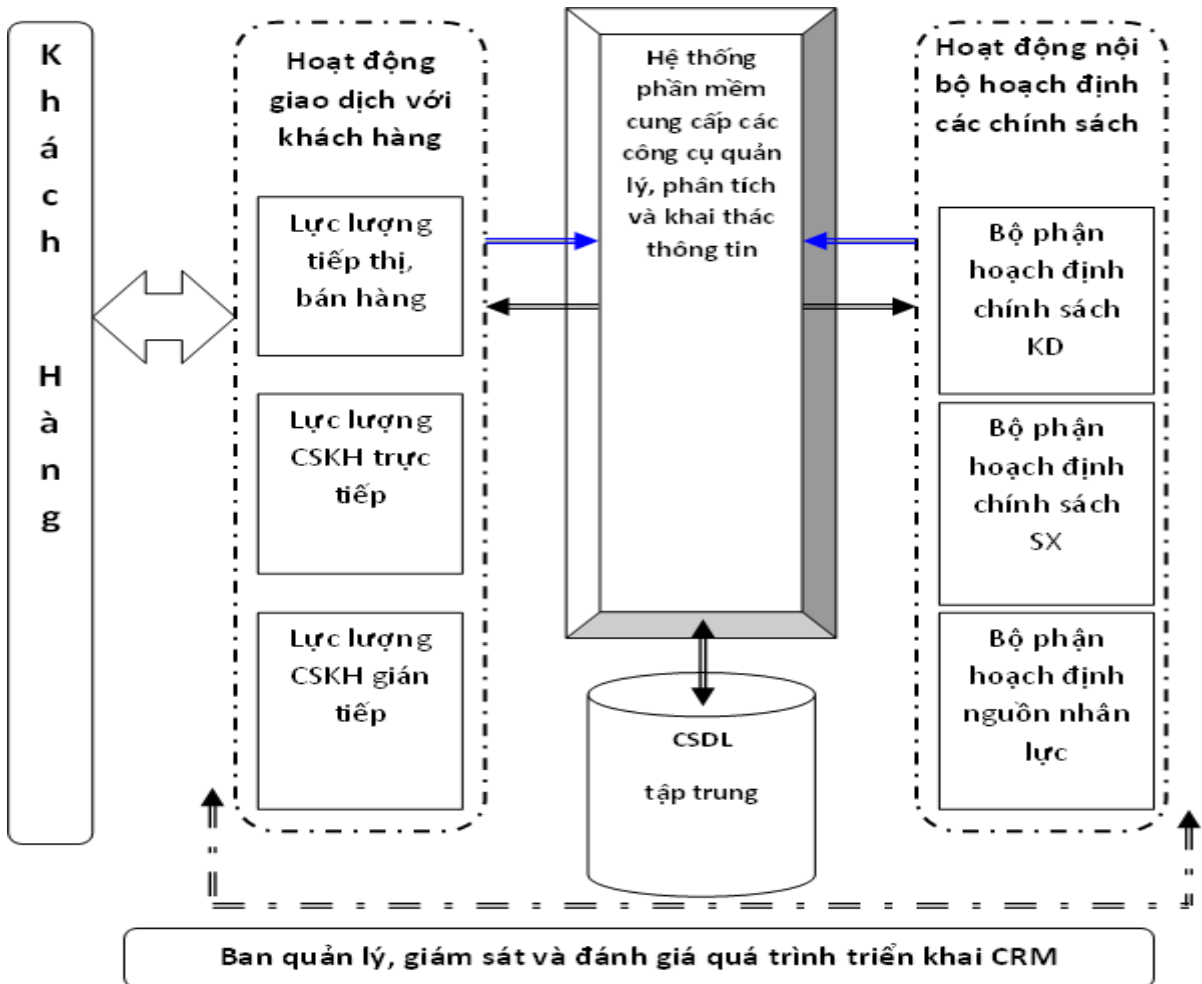 Khách Hàng
Hoạt động
giao dịch với
khách hàng
Lực lượng
tiếp thị,
bán hàng
Lực lượng
CSKH trực
tiếp
Lực lượng
CSKH gián
tiếp
Hệ thống
phần mềm
cung cấp các
công cụ quản
lý, phân tích
và khai thác
thông tin
CSDL
tập trung
Hoạt động nội
bộ hoạch định
các chính sách
Bộ phận
hoạch định
chính sách
KD
Bộ phận
hoạch định
chính sách
SX
Bộ phận
hoạch định
nguồn nhân
lực
Ban quản lý, giám sát và đánh giá quá trình triển khai CRM